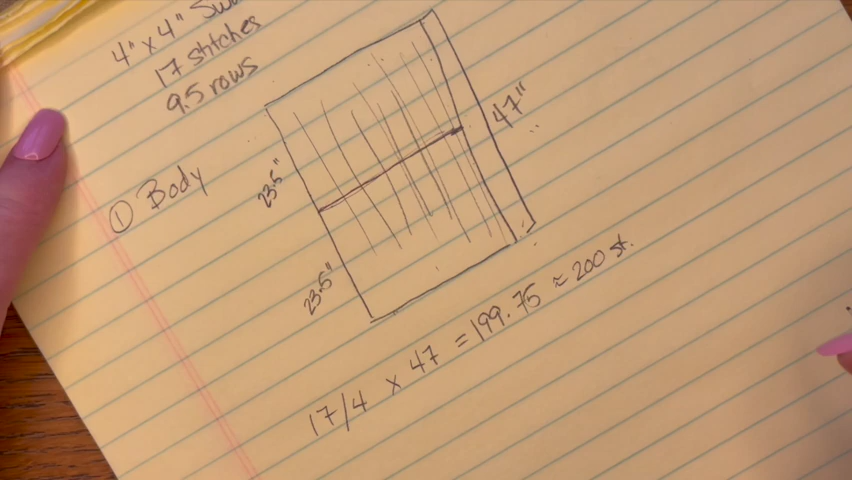 4" x 4"
17 stitches
9.5 rows
① Body
23.5"
47"
23.5"
17/4 x 47 = 199.75 ≈ 200 st.